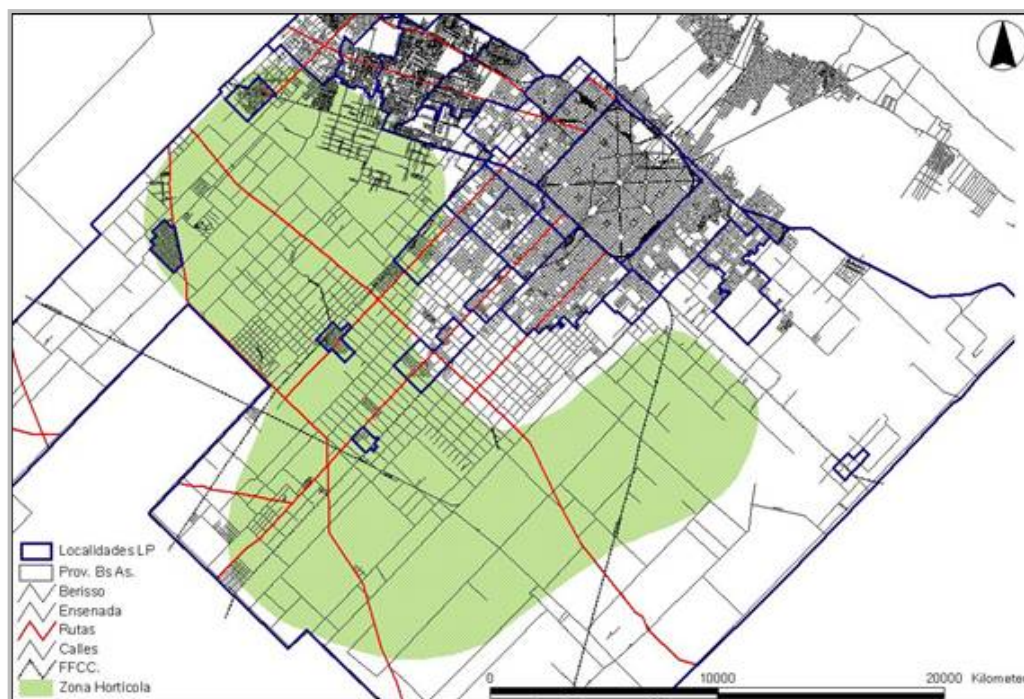 Localidades LP
Prov. Bs As.
Berisso
Ensenada
Rutas
Calles
FFCC.
Zona Hortícola
0 10000 20000 Kilometer